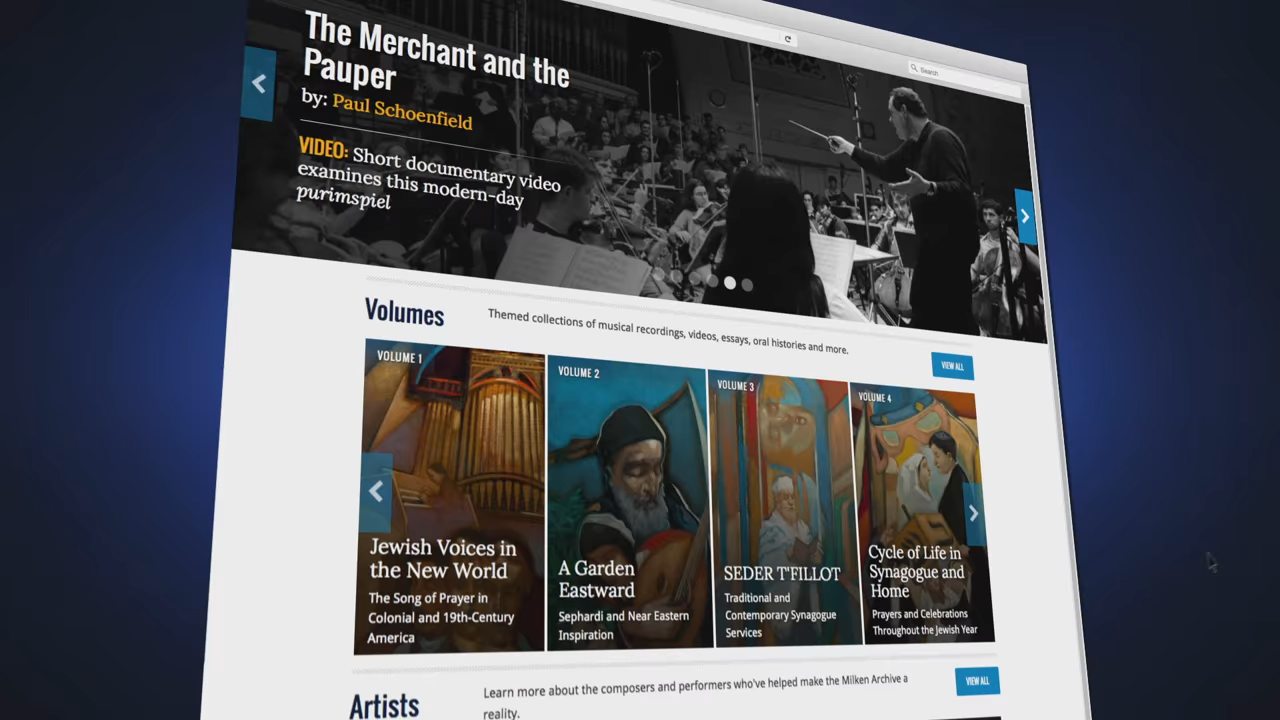 Search
The Merchant and the
Pauper
by: Paul Schoenfield
VIDEO: Short documentary video
examines this modern-day
purimspiel
Volumes
Themed collections of musical recordings, videos, essays, oral histories and more.
VIEW ALL
VOLUME 1
Jewish Voices in
the New World
The Song of Prayer in
Colonial and 19th-Century
America
VOLUME 2
A Garden
Eastward
Sephardi and Near Eastern
Inspiration
VOLUME 3
SEDER T'FILLOT
Traditional and
Contemporary Synagogue
Services
VOLUME 4
Cycle of Life in
Synagogue and
Home
Prayers and Celebrations
Throughout the Jewish Year
Artists
Learn more about the composers and performers who've helped make the Milken Archive a
reality.
VIEW ALL